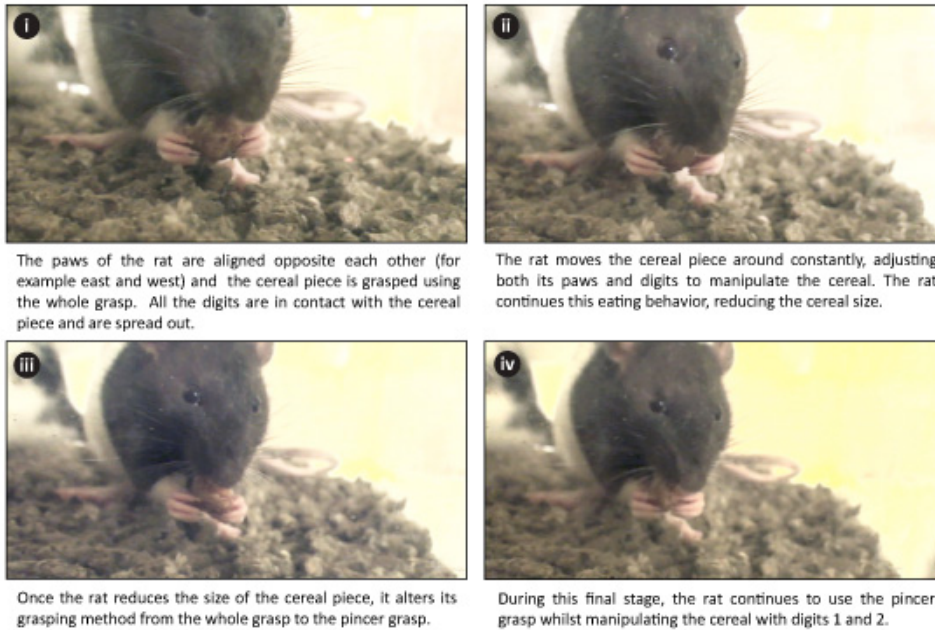 i
ii
The paws of the rat are aligned opposite each other (for
example east and west) and the cereal piece is grasped using
the whole grasp. All the digits are in contact with the cereal
piece and are spread out.
The rat moves the cereal piece around constantly, adjusting
both its paws and digits to manipulate the cereal. The rat
continues this eating behavior, reducing the cereal size.
iii
iv
Once the rat reduces the size of the cereal piece, it alters its
grasping method from the whole grasp to the pincer grasp.
During this final stage, the rat continues to use the pincer
grasp whilst manipulating the cereal with digits 1 and 2.